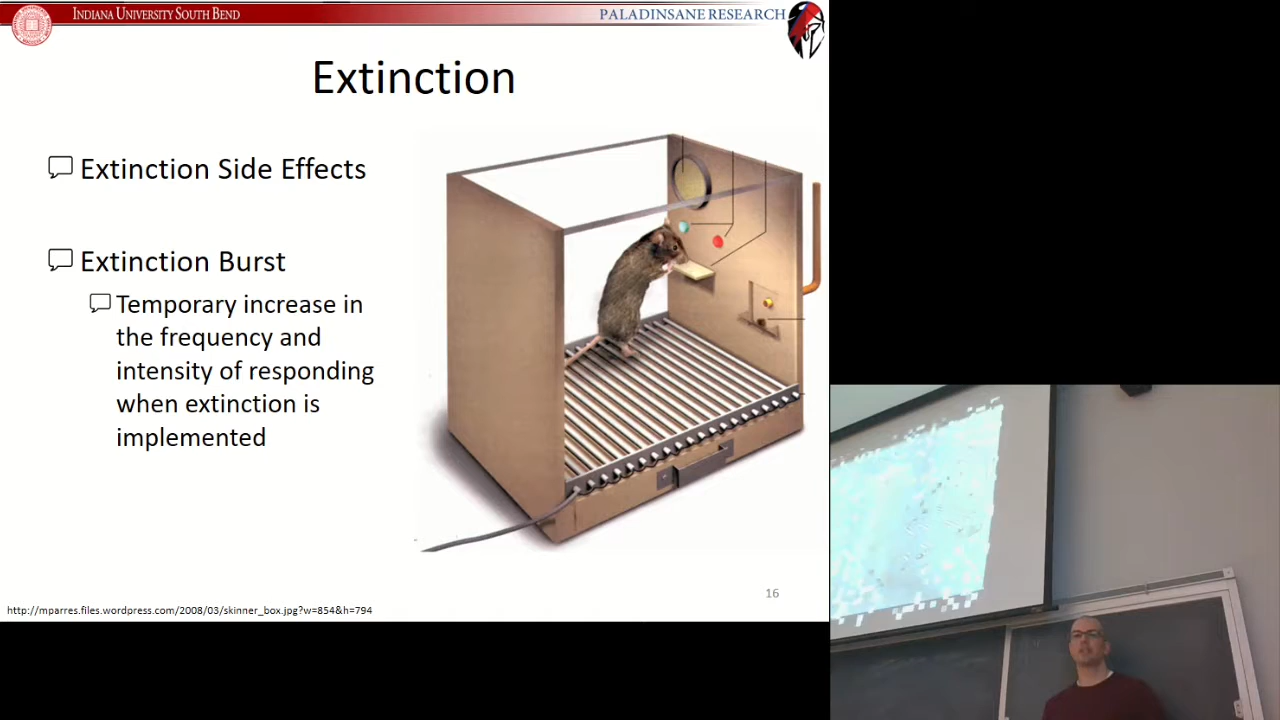 INDIANA UNIVERSITY SOUTH BEND
PALADINSANE RESEARCH
Extinction
Extinction Side Effects
Extinction Burst
Temporary increase in
the frequency and
intensity of responding
when extinction is
implemented
16
http://mparres.files.wordpress.com/2008/03/skinner_box.jpg?w=854&h=794